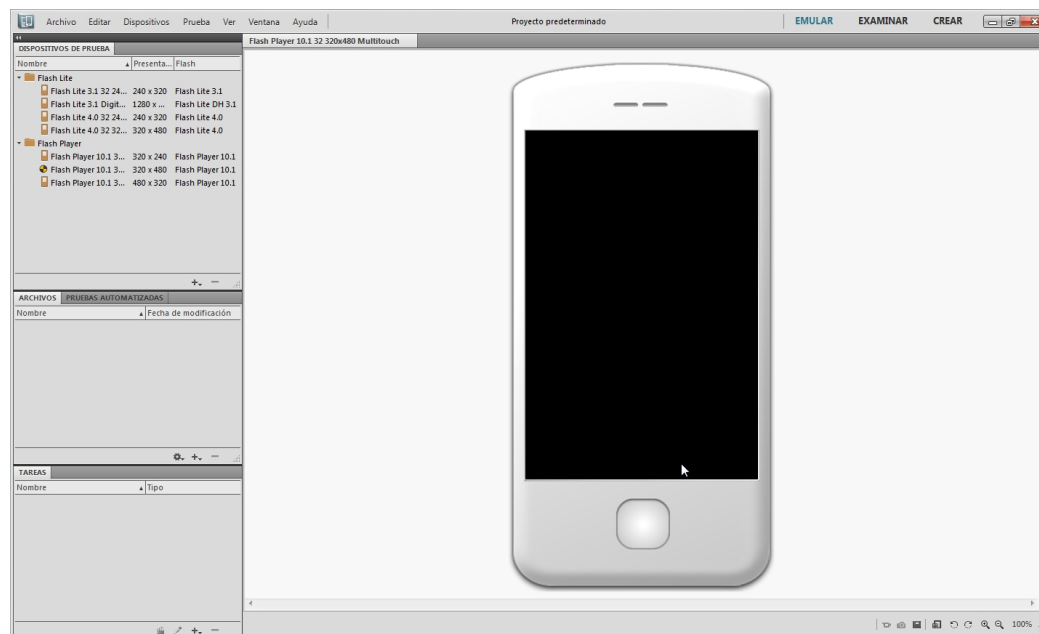 Archivo Editar Dispositivos Prueba Ver Ventana Ayuda Proyecto predeterminado EMULAR EXAMINAR CREAR
DISPOSITIVOS DE PRUEBA
Flash Player 10.1 32 320x480 Multitouch
Nombre Presenta... Flash
Flash Lite
Flash Lite 3.1 32 24... 240 x 320 Flash Lite 3.1
Flash Lite 3.1 Digit... 1280 x ... Flash Lite DH 3.1
Flash Lite 4.0 32 24... 240 x 320 Flash Lite 4.0
Flash Lite 4.0 32 32... 320 x 480 Flash Lite 4.0
Flash Player
Flash Player 10.1 3... 320 x 240 Flash Player 10.1
Flash Player 10.1 3... 320 x 480 Flash Player 10.1
Flash Player 10.1 3... 480 x 320 Flash Player 10.1
ARCHIVOS PRUEBAS AUTOMATIZADAS
Nombre Fecha de modificación
TAREAS
Nombre Tipo
100%